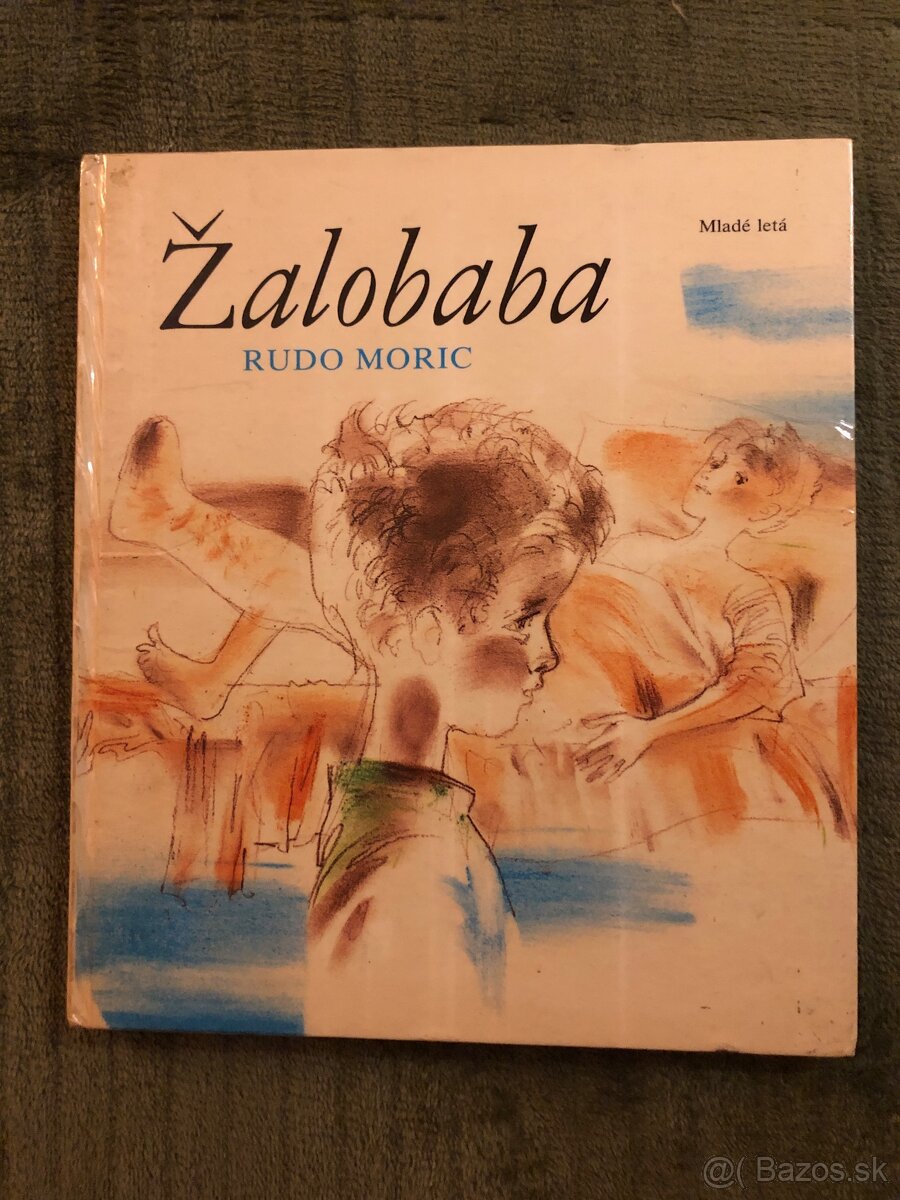 Mladé letá
Žalobaba
RUDO MORIC
@( Bazos.sk